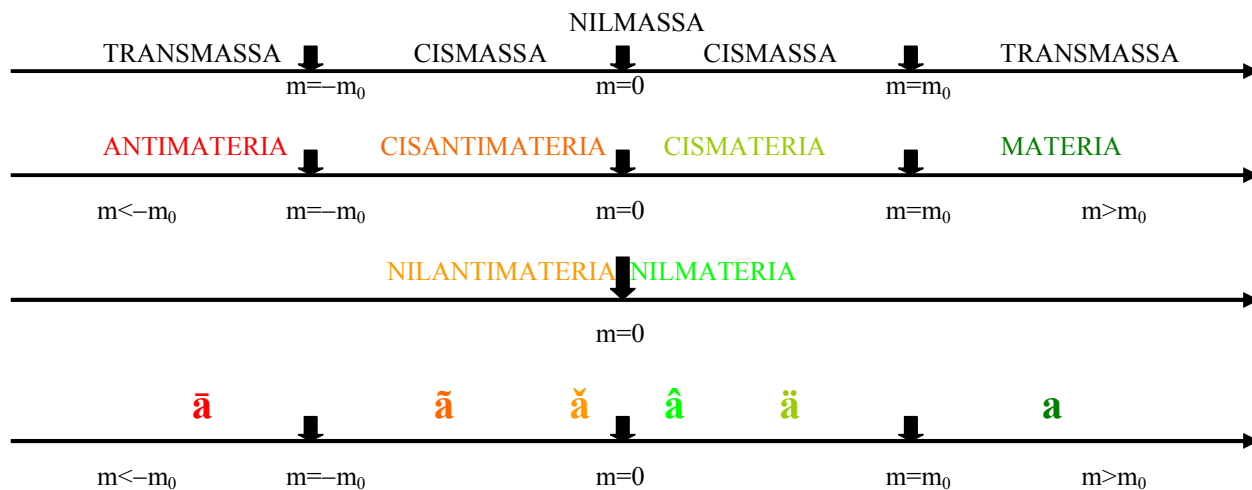 NILMASSA
TRANSMASSA CISMASSA CISMASSA TRANSMASSA
m=−m₀ m=0 m=m₀
ANTIMATERIA CISANTIMATERIA CISMATERIA MATERIA
m<−m₀ m=−m₀ m=0 m=m₀ m>m₀
NILANTIMATERIA NILMATERIA
m=0
ā ã ǎ â ä a
m<−m₀ m=−m₀ m=0 m=m₀ m>m₀